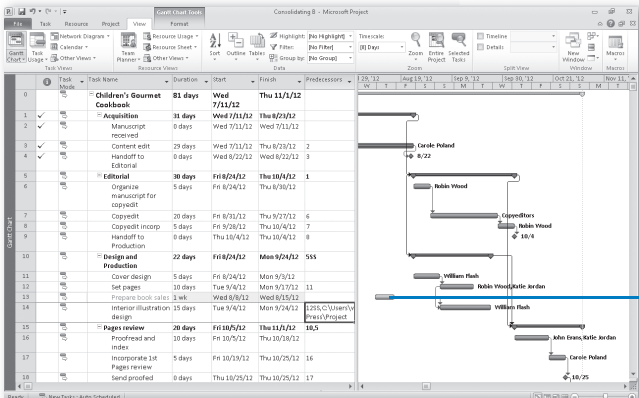 Gantt Chart Tools
Consolidating 8 - Microsoft Project
File Task Resource Project View Format
Gantt Chart Task Usage Network Diagram Calendar Other Views
Task Views
Team Planner Resource Usage Resource Sheet Other Views
Resource Views
Sort Outline Tables Highlight: [No Highlight] Filter: [No Filter] Group by: [No Group]
Data
Timescale: [8] Days Zoom Entire Project Selected Tasks
Zoom
Timeline Details
Split View
New Window
Window
Macros
Macros
Task Mode Task Name Duration Start Finish Predecessors
29, '12 Aug 19, '12 Sep 9, '12 Sep 30, '12 Oct 21, '12 Nov 11, '
W T F S S M T W T F S S M T
0 Children's Gourmet Cookbook 81 days Wed 7/11/12 Thu 11/1/12
1 Acquisition 31 days Wed 7/11/12 Thu 8/23/12
2 Manuscript received 0 days Wed 7/11/12 Wed 7/11/12
3 Content edit 29 days Wed 7/11/12 Thu 8/23/12 2
Carole Poland
4 Handoff to Editorial 0 days Wed 8/22/12 Wed 8/22/12 3
8/22
5 Editorial 30 days Fri 8/24/12 Thu 10/4/12 1
6 Organize manuscript for copyedit 5 days Fri 8/24/12 Thu 8/30/12
Robin Wood
7 Copyedit 20 days Fri 8/31/12 Thu 9/27/12 6
Copyeditors
8 Copyedit incorp 5 days Fri 9/28/12 Thu 10/4/12 7
Robin Wood
9 Handoff to Production 0 days Thu 10/4/12 Thu 10/4/12 8
10/4
10 Design and Production 22 days Fri 8/24/12 Mon 9/24/12 5SS
11 Cover design 5 days Fri 8/24/12 Mon 9/3/12
William Flash
12 Set pages 10 days Tue 9/4/12 Mon 9/17/12 11
Robin Wood,Katie Jordan
13 Prepare book sales 1 wk Wed 8/8/12 Wed 8/15/12
14 Interior illustration design 15 days Tue 9/4/12 Mon 9/24/12 12SS,C:\Users\ Press\Project
William Flash
15 Pages review 20 days Fri 10/5/12 Thu 11/1/12 10,5
16 Proofread and index 10 days Fri 10/5/12 Thu 10/18/12
John Evans,Katie Jordan
17 Incorporate 1st Pages review 5 days Fri 10/19/12 Thu 10/25/12 16
Carole Poland
18 Send proofed 0 days Thu 10/25/12 Thu 10/25/12 17
10/25
Gantt Chart
Ready New Tasks : Auto Scheduled